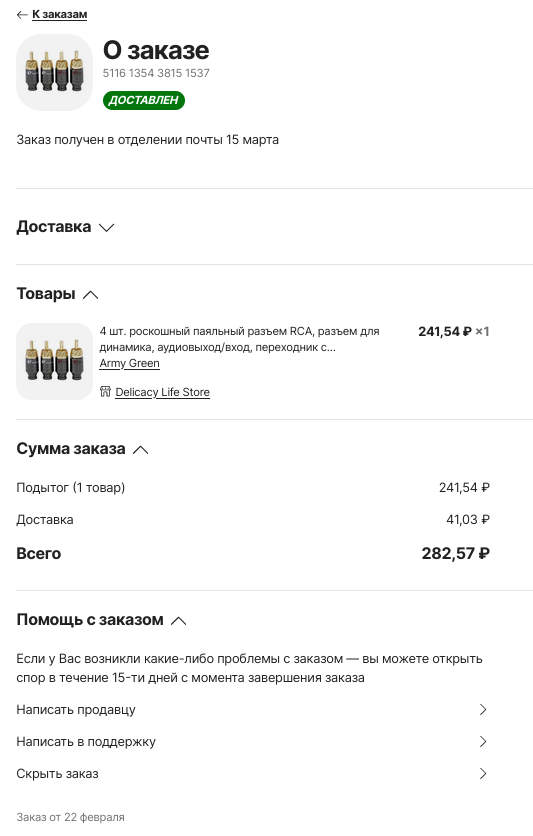 К заказам
О заказе
5116 1354 3815 1537
ДОСТАВЛЕН
Заказ получен в отделении почты 15 марта
Доставка
Товары
4 шт. роскошный паяльный разъем RCA, разъем для 241,54 ₽ ×1
динамика, аудиовыход/вход, переходник с...
Army Green
Delicacy Life Store
Сумма заказа
Подытог (1 товар) 241,54 ₽
Доставка 41,03 ₽
Всего 282,57 ₽
Помощь с заказом
Если у Вас возникли какие-либо проблемы с заказом — вы можете открыть
спор в течение 15-ти дней с момента завершения заказа
Написать продавцу
Написать в поддержку
Скрыть заказ
Заказ от 22 февраля